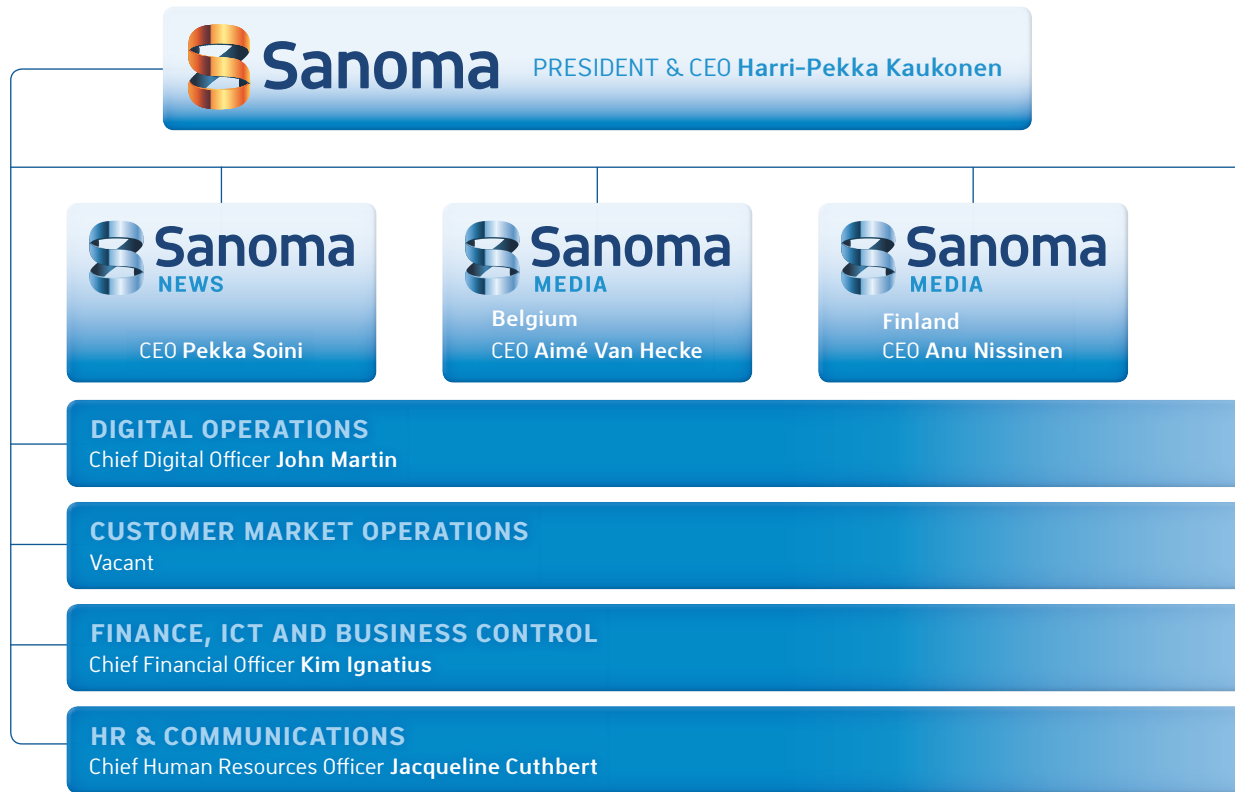 Sanoma PRESIDENT & CEO Harri-Pekka Kaukonen
Sanoma
NEWS
CEO Pekka Soini
Sanoma
MEDIA
Belgium
CEO Aimé Van Hecke
Sanoma
MEDIA
Finland
CEO Anu Nissinen
DIGITAL OPERATIONS
Chief Digital Officer John Martin
CUSTOMER MARKET OPERATIONS
Vacant
FINANCE, ICT AND BUSINESS CONTROL
Chief Financial Officer Kim Ignatius
HR & COMMUNICATIONS
Chief Human Resources Officer Jacqueline Cuthbert